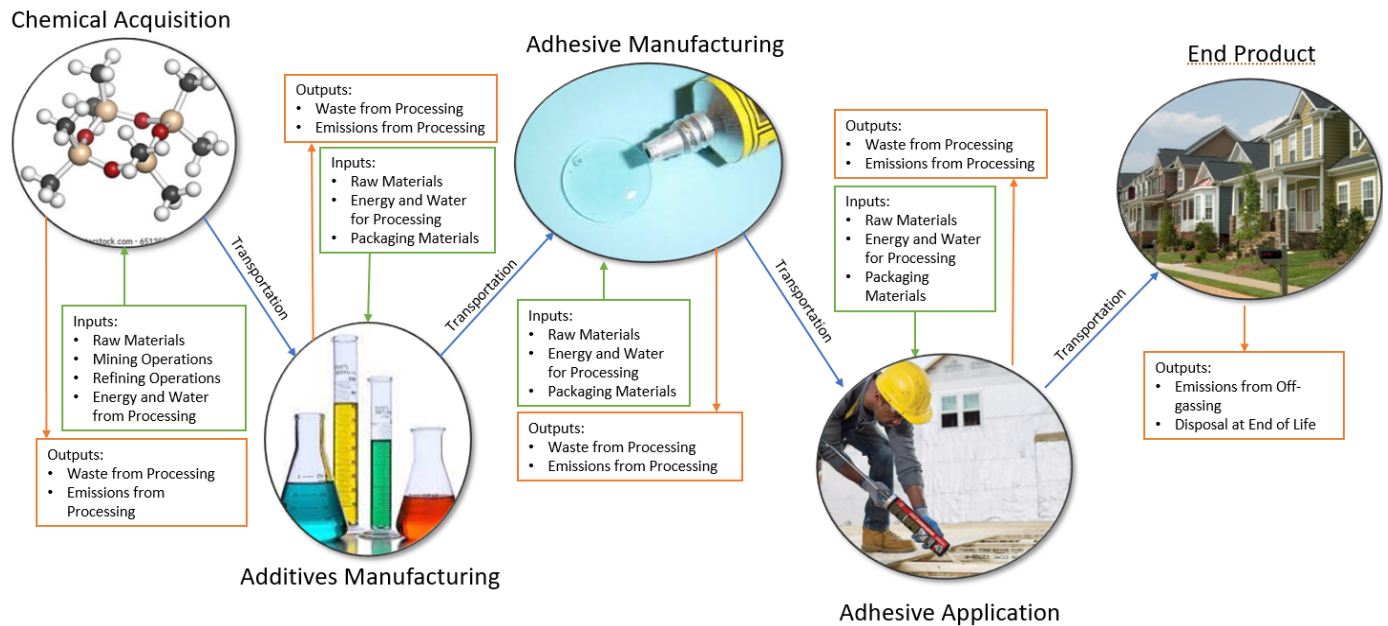 Chemical Acquisition
Adhesive Manufacturing
End Product
Outputs:
• Waste from Processing
• Emissions from Processing
Inputs:
• Raw Materials
• Energy and Water
for Processing
• Packaging Materials
Transportation
Inputs:
• Raw Materials
• Mining Operations
• Refining Operations
• Energy and Water
from Processing
Outputs:
• Waste from Processing
• Emissions from
Processing
Additives Manufacturing
Transportation
Inputs:
• Raw Materials
• Energy and Water
for Processing
• Packaging Materials
Outputs:
• Waste from Processing
• Emissions from Processing
Transportation
Outputs:
• Waste from Processing
• Emissions from Processing
Inputs:
• Raw Materials
• Energy and Water
for Processing
• Packaging
Materials
Adhesive Application
Transportation
Outputs:
• Emissions from Off-
gassing
• Disposal at End of Life